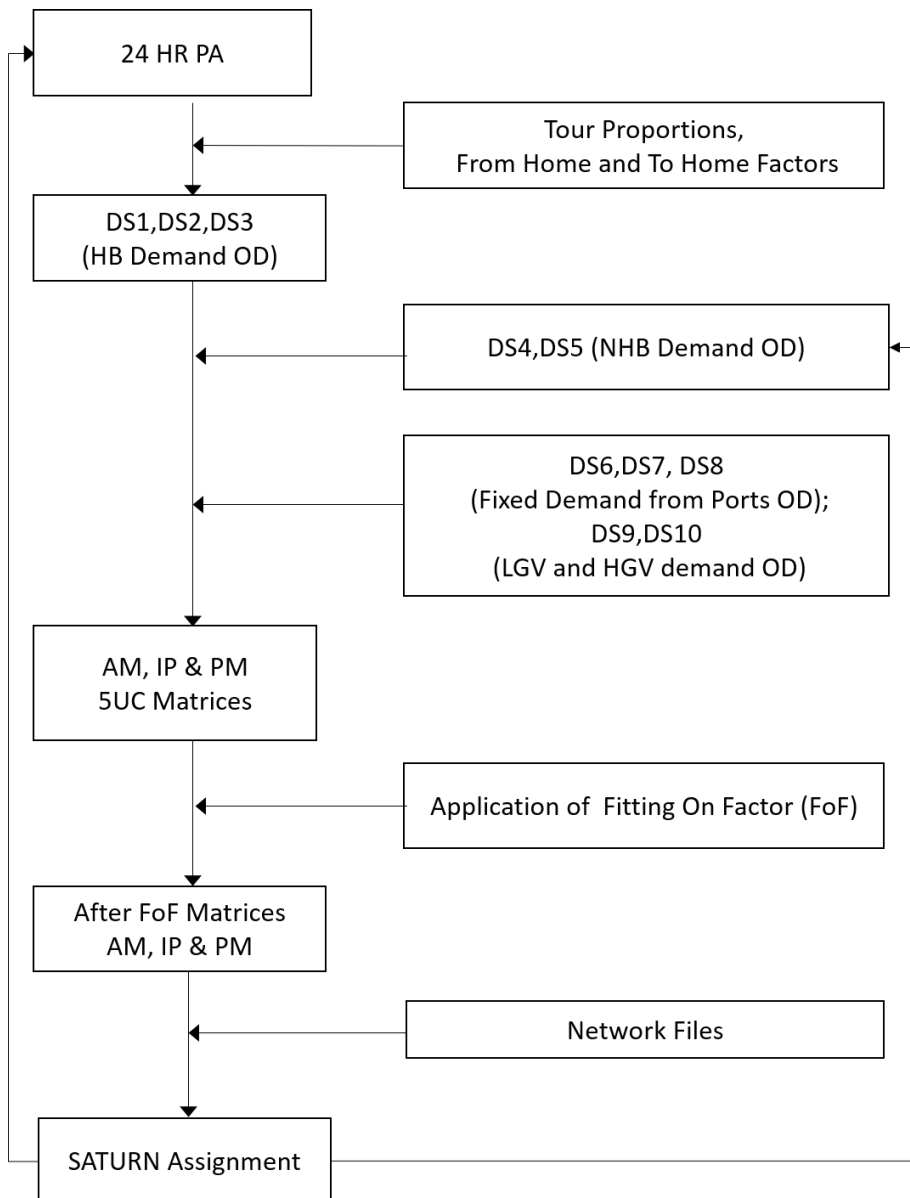 24 HR PA
Tour Proportions,
From Home and To Home Factors
DS1,DS2,DS3
(HB Demand OD)
DS4,DS5 (NHB Demand OD)
DS6,DS7, DS8
(Fixed Demand from Ports OD);
DS9,DS10
(LGV and HGV demand OD)
AM, IP & PM
5UC Matrices
Application of  Fitting On Factor (FoF)
After FoF Matrices
AM, IP & PM
Network Files
SATURN Assignment